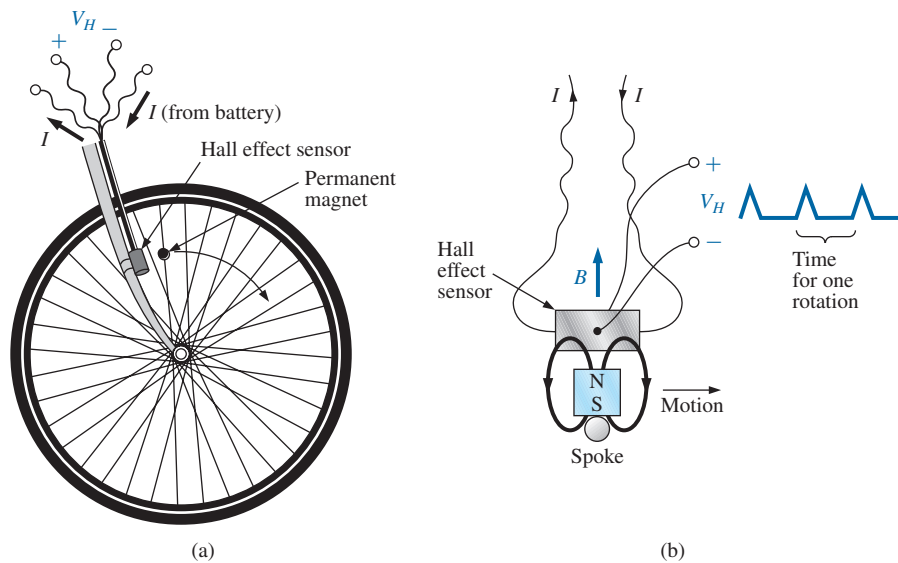 V_H
+ −
I (from battery)
I
Hall effect sensor
Permanent
magnet
(a)
I I
+
V_H
−
Hall
effect
sensor
B
Time
for one
rotation
N
S
Motion
Spoke
(b)